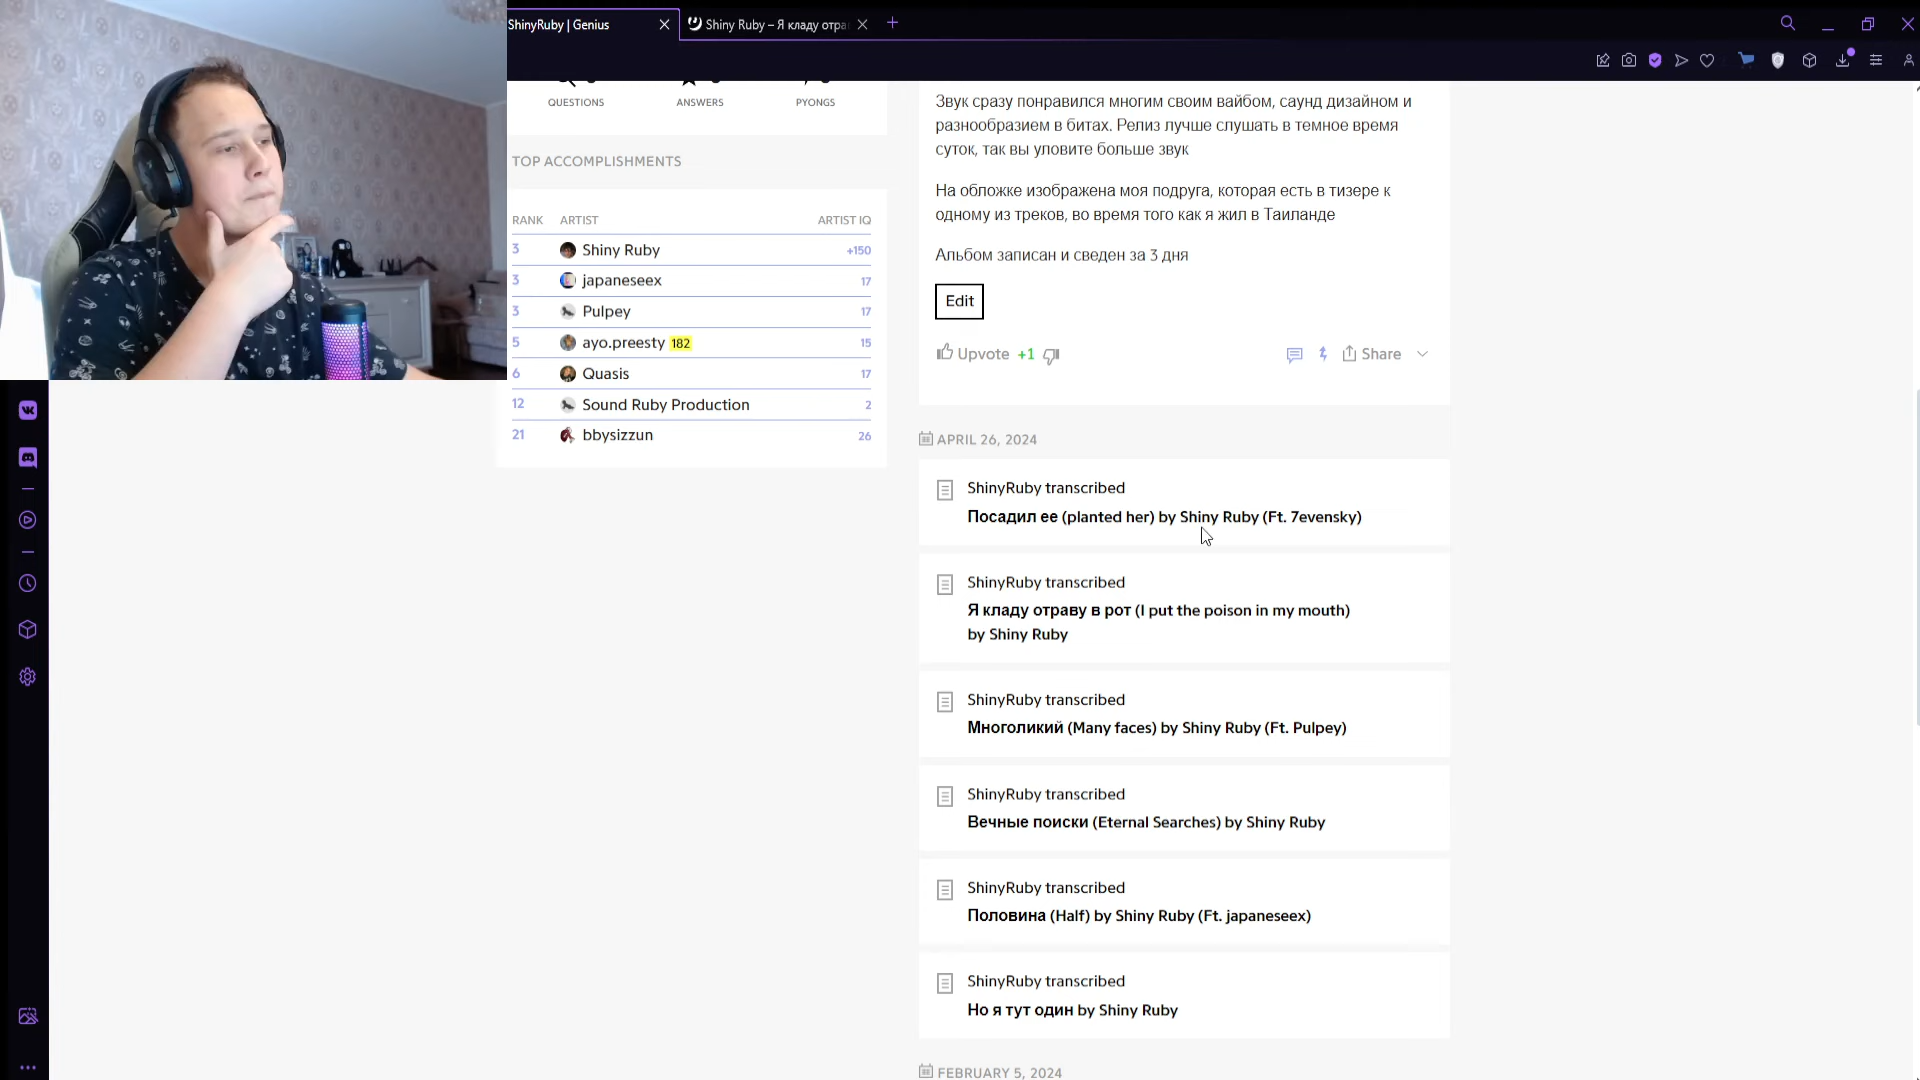 ShinyRuby | Genius
Shiny Ruby – Я кладу отра
QUESTIONS
ANSWERS
PYONGS
TOP ACCOMPLISHMENTS
RANK ARTIST ARTIST IQ
3 Shiny Ruby +150
3 japaneseex 17
3 Pulpey 17
5 ayo.preesty 182 15
6 Quasis 17
12 Sound Ruby Production 2
21 bbysizzun 26
Звук сразу понравился многим своим вайбом, саунд дизайном и
разнообразием в битах. Релиз лучше слушать в темное время
суток, так вы уловите больше звук
На обложке изображена моя подруга, которая есть в тизере к
одному из треков, во время того как я жил в Таиланде
Альбом записан и сведен за 3 дня
Edit
Upvote +1
Share
APRIL 26, 2024
ShinyRuby transcribed
Посадил ее (planted her) by Shiny Ruby (Ft. 7evensky)
ShinyRuby transcribed
Я кладу отраву в рот (I put the poison in my mouth)
by Shiny Ruby
ShinyRuby transcribed
Многоликий (Many faces) by Shiny Ruby (Ft. Pulpey)
ShinyRuby transcribed
Вечные поиски (Eternal Searches) by Shiny Ruby
ShinyRuby transcribed
Половина (Half) by Shiny Ruby (Ft. japaneseex)
ShinyRuby transcribed
Но я тут один by Shiny Ruby
FEBRUARY 5, 2024